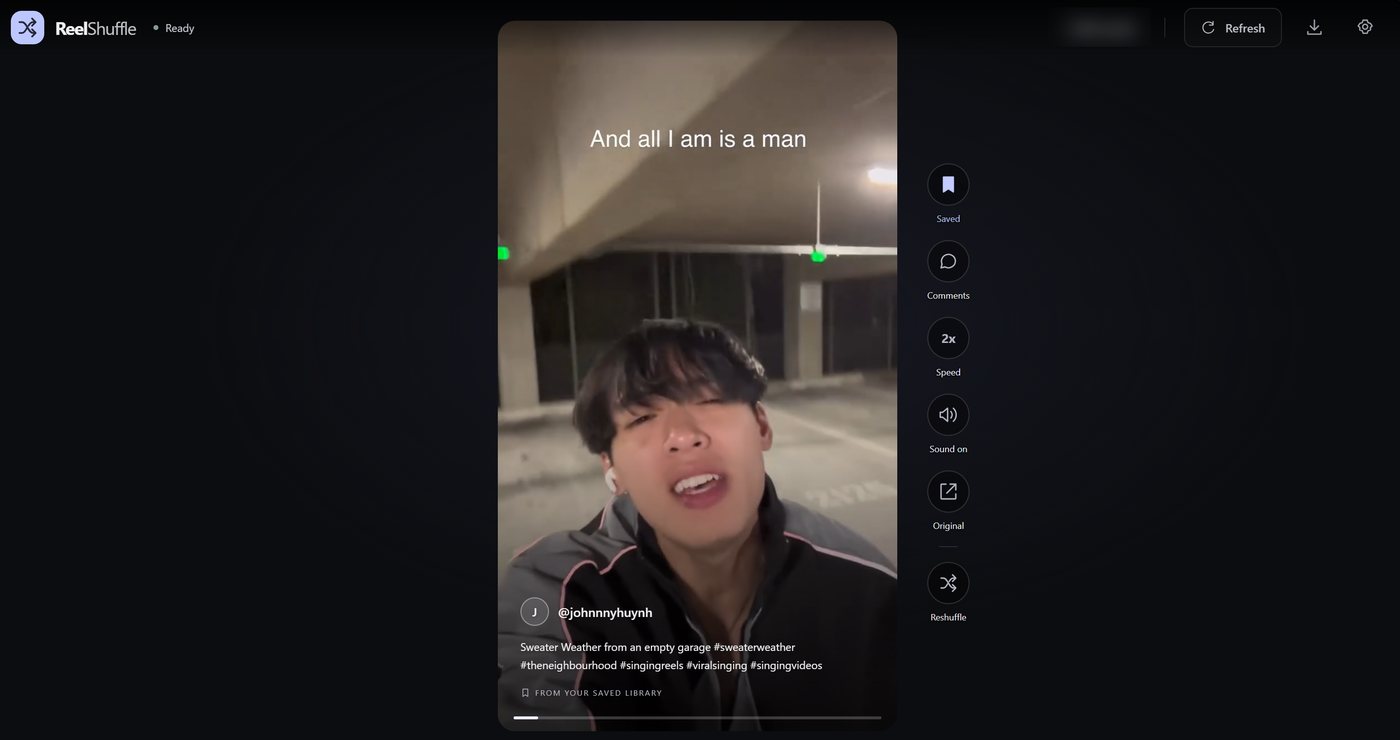 ReelShuffle
Ready
Refresh
And all I am is a man
Saved
Comments
2x
Speed
Sound on
Original
Reshuffle
J
@johnnnyhuynh
Sweater Weather from an empty garage #sweaterweather
#theneighbourhood #singingreels #viralsinging #singingvideos
FROM YOUR SAVED LIBRARY